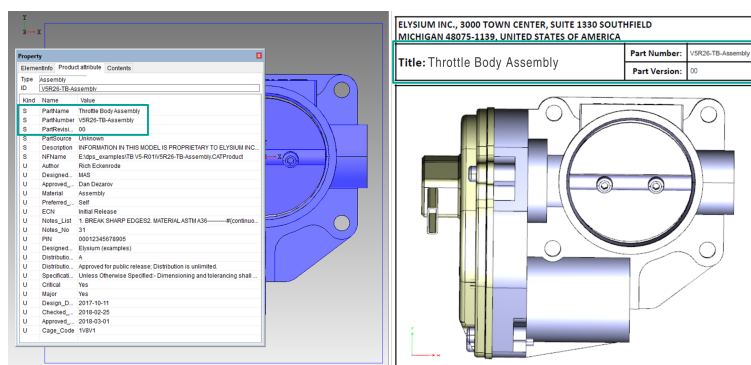 Y
X
Property
ElementInfo Product attribute Contents
Type Assembly
ID V5R26-TB-Assembly
Kind Name Value
S PartName Throttle Body Assembly
S PartNumber V5R26-TB-Assembly
S PartRevisi... 00
S PartSource Unknown
S Description INFORMATION IN THIS MODEL IS PROPRIETARY TO ELYSIUM INC...
S NFName E:\dps_examples\TB V5-R01\V5R26-TB-Assembly.CATProduct
U Author Rich Eckenrode
U Designed... MAS
U Approved_... Dan Dezarov
U Material Assembly
U Preferred_... Self
U ECN Initial Release
U Notes_List 1. BREAK SHARP EDGES2. MATERIAL ASTM A36--------#(continuo...
U Notes_No 31
U PIN 00012345678905
U Designed... Elysium (examples)
U Distributio... A
U Distributio... Approved for public release; Distribution is unlimited.
U Specificati... Unless Otherwise Specified:- Dimensioning and tolerancing shall ...
U Critical Yes
U Major Yes
U Design_D... 2017-10-11
U Checked_... 2018-02-25
U Approved_... 2018-03-01
U Cage_Code 1V8V1
X
ELYSIUM INC., 3000 TOWN CENTER, SUITE 1330 SOUTHFIELD
MICHIGAN 48075-1139, UNITED STATES OF AMERICA
Title: Throttle Body Assembly
Part Number: V5R26-TB-Assembly
Part Version: 00